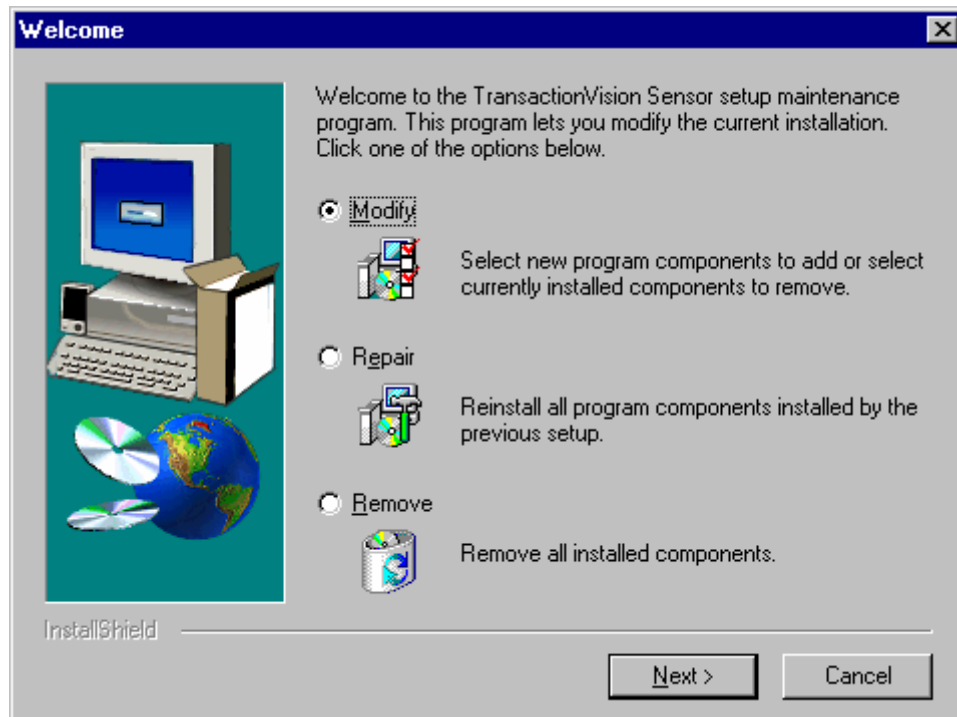 Welcome
Welcome to the TransactionVision Sensor setup maintenance
program. This program lets you modify the current installation.
Click one of the options below.
Modify
Select new program components to add or select
currently installed components to remove.
Repair
Reinstall all program components installed by the
previous setup.
Remove
Remove all installed components.
InstallShield
Next >
Cancel